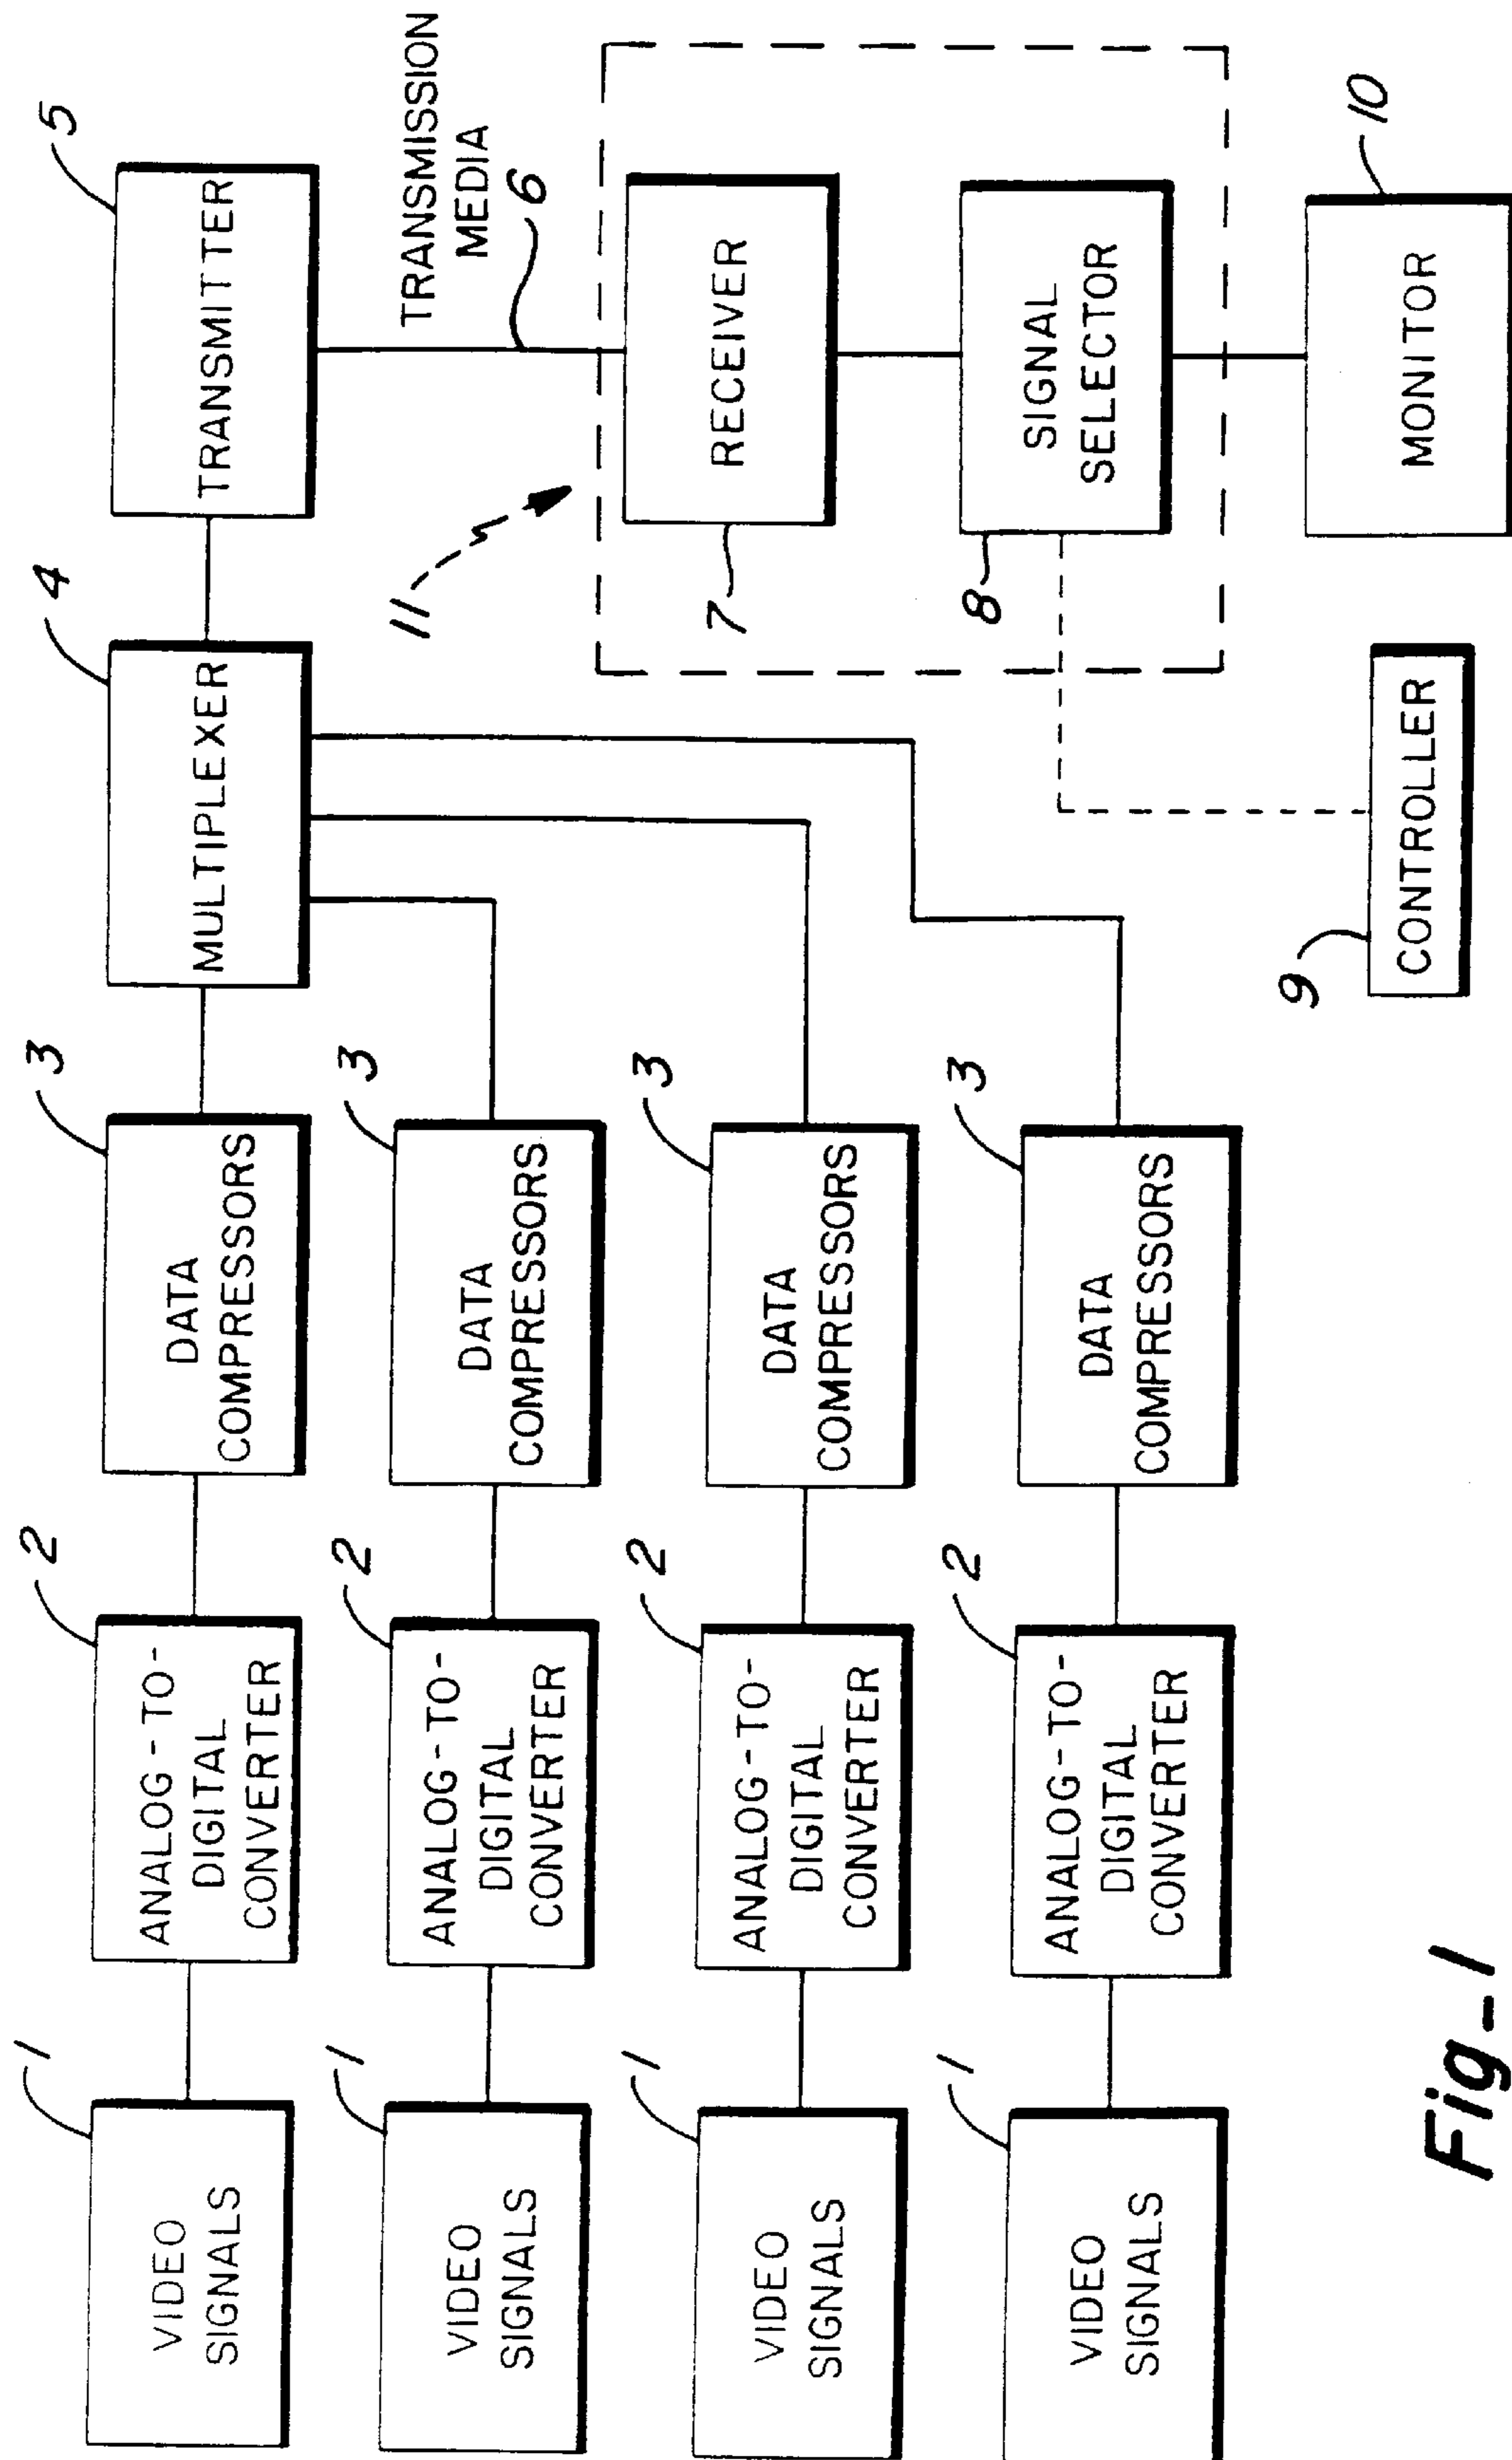 1
VIDEO
SIGNALS
2
ANALOG-TO-
DIGITAL
CONVERTER
3
DATA
COMPRESSORS
4
MULTIPLEXER
5
TRANSMITTER
1
VIDEO
SIGNALS
2
ANALOG-TO-
DIGITAL
CONVERTER
3
DATA
COMPRESSORS
1
VIDEO
SIGNALS
2
ANALOG-TO-
DIGITAL
CONVERTER
3
DATA
COMPRESSORS
1
VIDEO
SIGNALS
2
ANALOG-TO-
DIGITAL
CONVERTER
3
DATA
COMPRESSORS
TRANSMISSION
MEDIA
6
11
RECEIVER
7
SIGNAL
SELECTOR
8
9
CONTROLLER
10
MONITOR
Fig-1